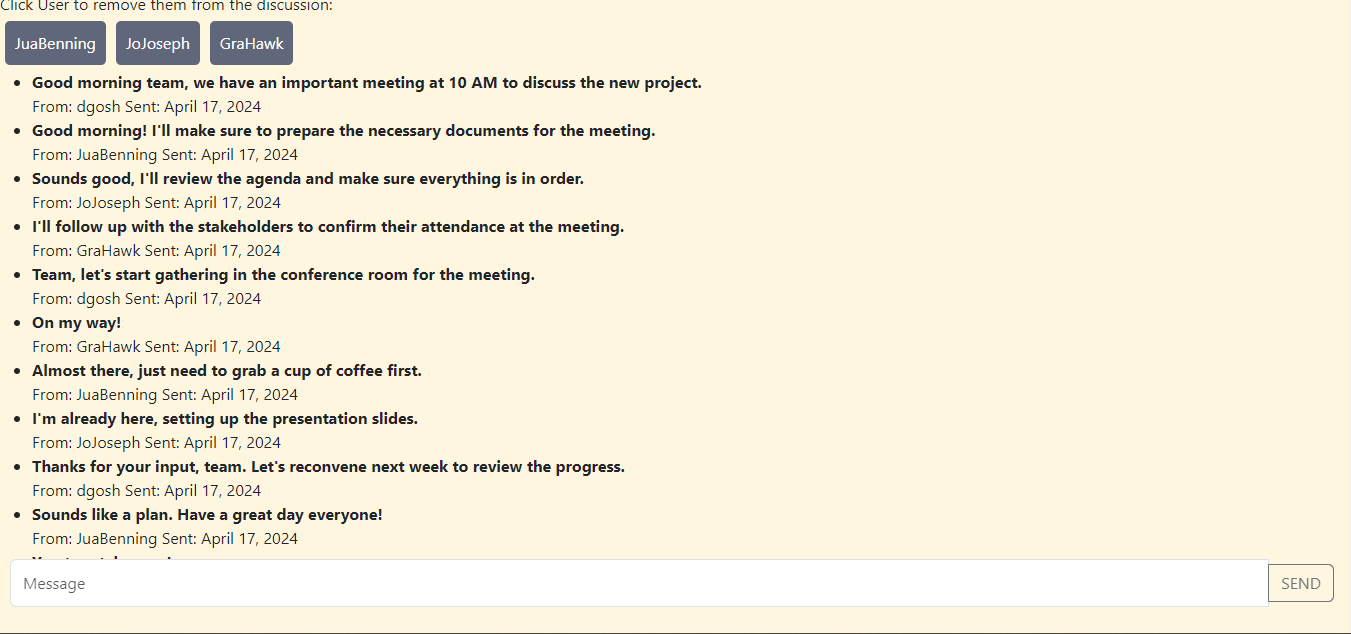 Click User to remove them from the discussion:
JuaBenning JoJoseph GraHawk
Good morning team, we have an important meeting at 10 AM to discuss the new project.
From: dgosh Sent: April 17, 2024
Good morning! I'll make sure to prepare the necessary documents for the meeting.
From: JuaBenning Sent: April 17, 2024
Sounds good, I'll review the agenda and make sure everything is in order.
From: JoJoseph Sent: April 17, 2024
I'll follow up with the stakeholders to confirm their attendance at the meeting.
From: GraHawk Sent: April 17, 2024
Team, let's start gathering in the conference room for the meeting.
From: dgosh Sent: April 17, 2024
On my way!
From: GraHawk Sent: April 17, 2024
Almost there, just need to grab a cup of coffee first.
From: JuaBenning Sent: April 17, 2024
I'm already here, setting up the presentation slides.
From: JoJoseph Sent: April 17, 2024
Thanks for your input, team. Let's reconvene next week to review the progress.
From: dgosh Sent: April 17, 2024
Sounds like a plan. Have a great day everyone!
From: JuaBenning Sent: April 17, 2024
Message SEND